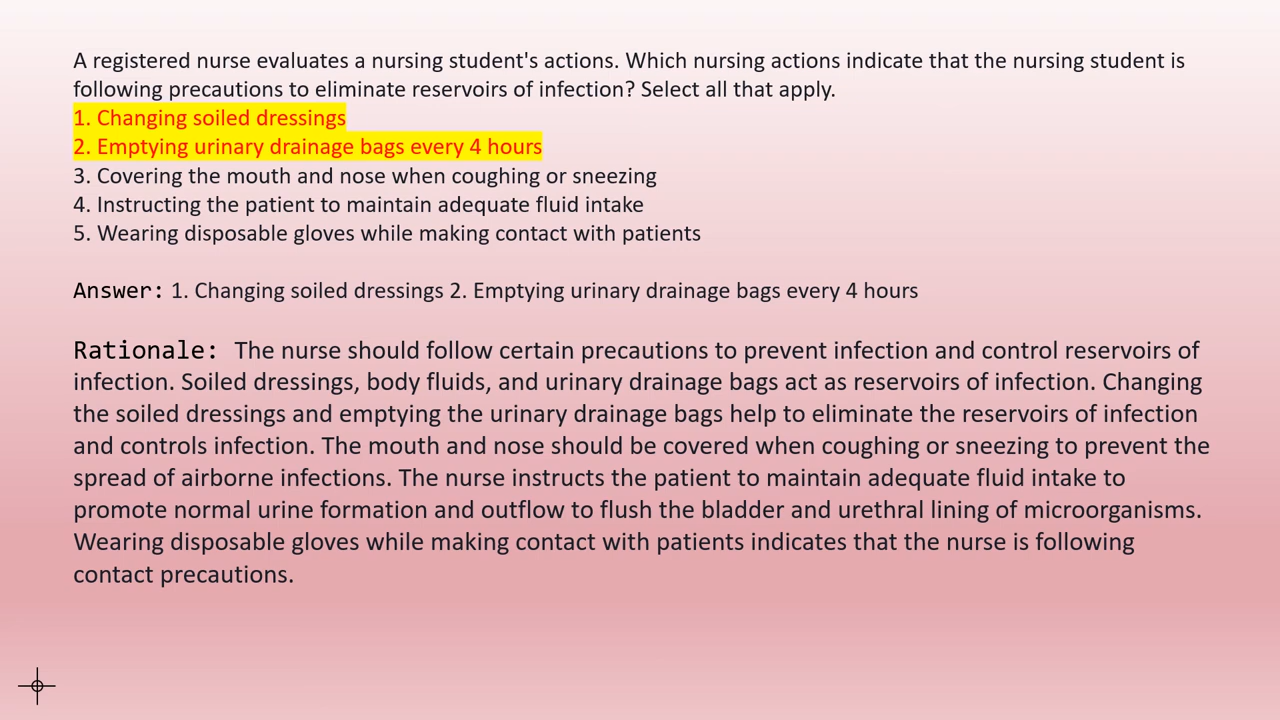 A registered nurse evaluates a nursing student's actions. Which nursing actions indicate that the nursing student is
following precautions to eliminate reservoirs of infection? Select all that apply.
1. Changing soiled dressings
2. Emptying urinary drainage bags every 4 hours
3. Covering the mouth and nose when coughing or sneezing
4. Instructing the patient to maintain adequate fluid intake
5. Wearing disposable gloves while making contact with patients
Answer: 1. Changing soiled dressings 2. Emptying urinary drainage bags every 4 hours
Rationale: The nurse should follow certain precautions to prevent infection and control reservoirs of
infection. Soiled dressings, body fluids, and urinary drainage bags act as reservoirs of infection. Changing
the soiled dressings and emptying the urinary drainage bags help to eliminate the reservoirs of infection
and controls infection. The mouth and nose should be covered when coughing or sneezing to prevent the
spread of airborne infections. The nurse instructs the patient to maintain adequate fluid intake to
promote normal urine formation and outflow to flush the bladder and urethral lining of microorganisms.
Wearing disposable gloves while making contact with patients indicates that the nurse is following
contact precautions.